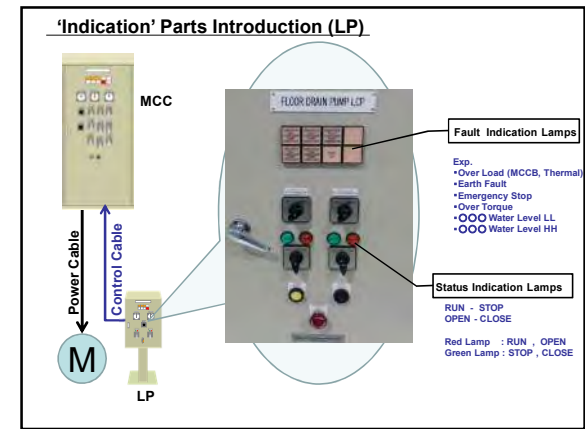 ‘Indication’ Parts Introduction (LP)
MCC
Power Cable
Control Cable
M
LP
FLOOR DRAIN PUMP LCP
Fault Indication Lamps
Exp.
▪Over Load (MCCB, Thermal)
▪Earth Fault
▪Emergency Stop
▪Over Torque
▪OOO Water Level LL
▪OOO Water Level HH
Status Indication Lamps
RUN - STOP
OPEN - CLOSE
Red Lamp : RUN , OPEN
Green Lamp : STOP , CLOSE